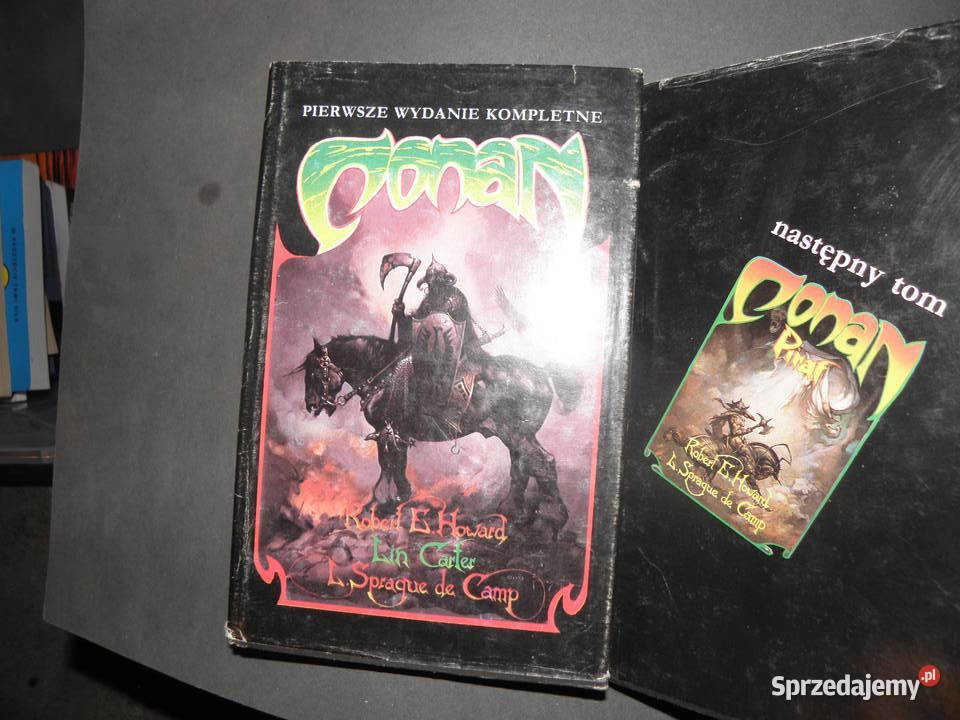 PIERWSZE WYDANIE KOMPLETNE
Conan
Robert E. Howard
Lin Carter
L. Sprague de Camp
następny tom
Conan
Pirat
Robert E. Howard
L. Sprague de Camp
Sprzedajemy.pl